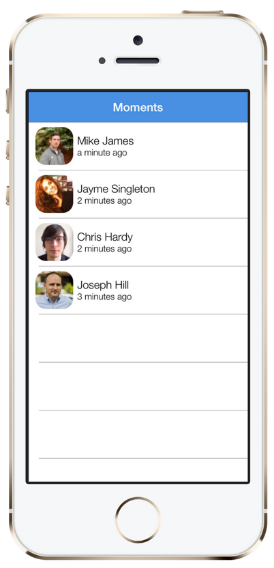 Moments
Mike James
a minute ago
Jayme Singleton
2 minutes ago
Chris Hardy
2 minutes ago
Joseph Hill
3 minutes ago